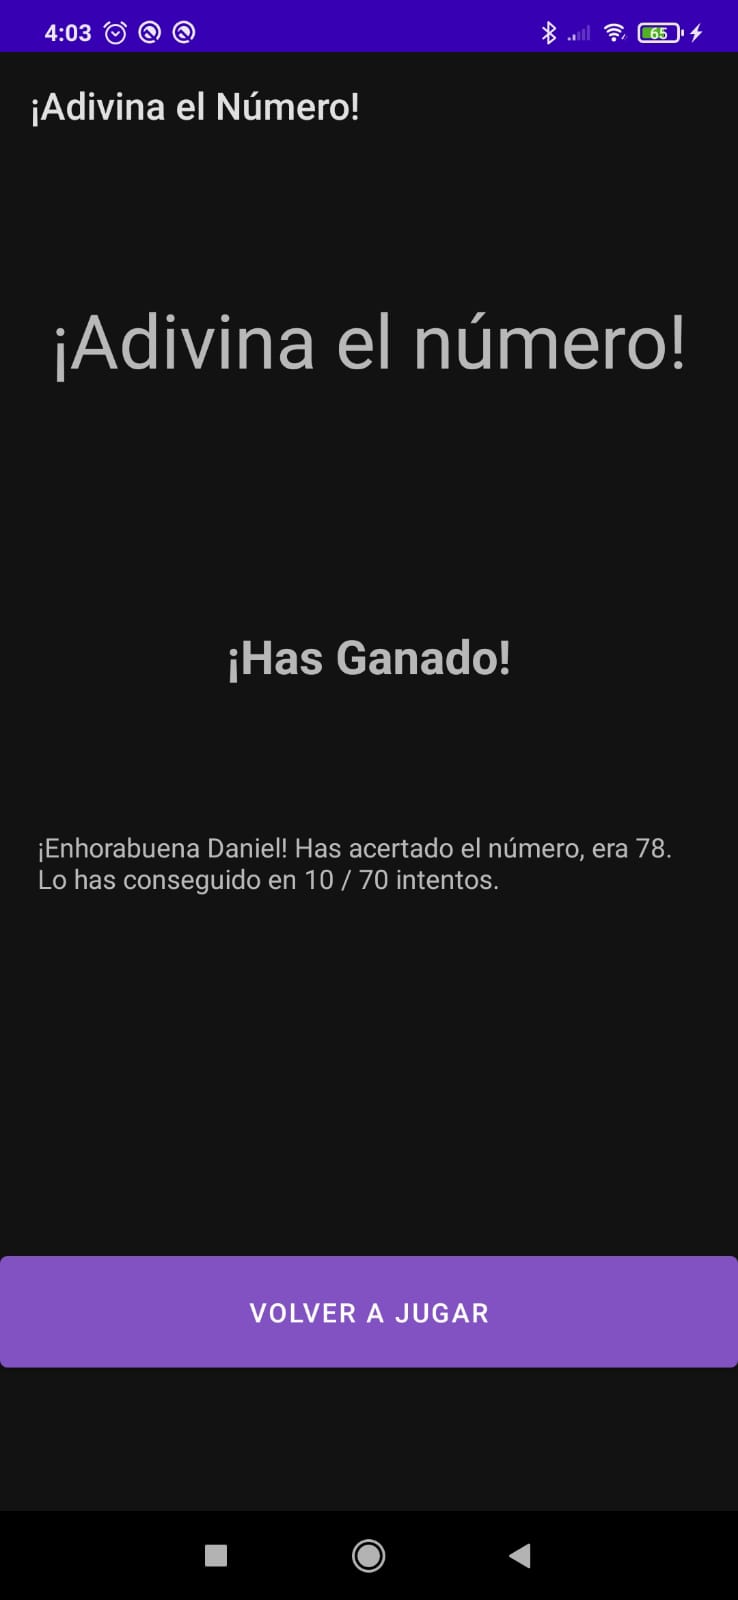 4:03
65
¡Adivina el Número!
¡Adivina el número!
¡Has Ganado!
¡Enhorabuena Daniel! Has acertado el número, era 78.
Lo has conseguido en 10 / 70 intentos.
VOLVER A JUGAR